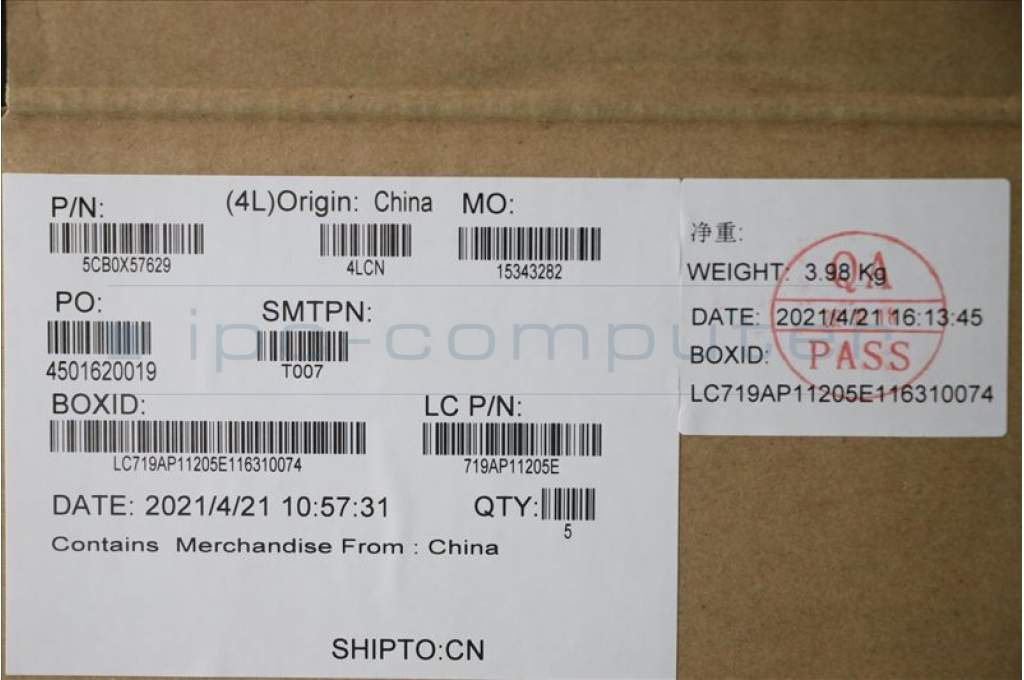 P/N:
5CB0X57629
(4L)Origin: China
4LCN
MO:
15343282
PO:
4501620019
SMTPN:
T007
BOXID:
LC719AP11205E116310074
LC P/N:
719AP11205E
DATE: 2021/4/21 10:57:31
QTY:
5
Contains Merchandise From : China
SHIPTO:CN
净重:
WEIGHT: 3.98 Kg
DATE: 2021/4/21 16:13:45
BOXID:
LC719AP11205E116310074
QA
PASS
ipc-computer